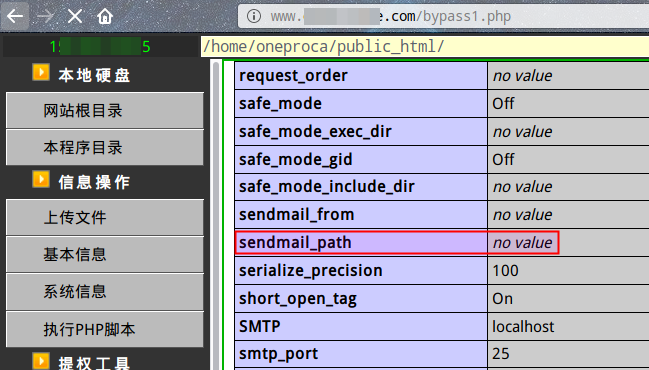 www.
e.com/bypass1.php
5
/home/oneproca/public_html/
本地硬盘
网站根目录
本程序目录
信息操作
上传文件
基本信息
系统信息
执行PHP脚本
提权工具
request_order no value
safe_mode Off
safe_mode_exec_dir no value
safe_mode_gid Off
safe_mode_include_dir no value
sendmail_from no value
sendmail_path no value
serialize_precision 100
short_open_tag On
SMTP localhost
smtp_port 25